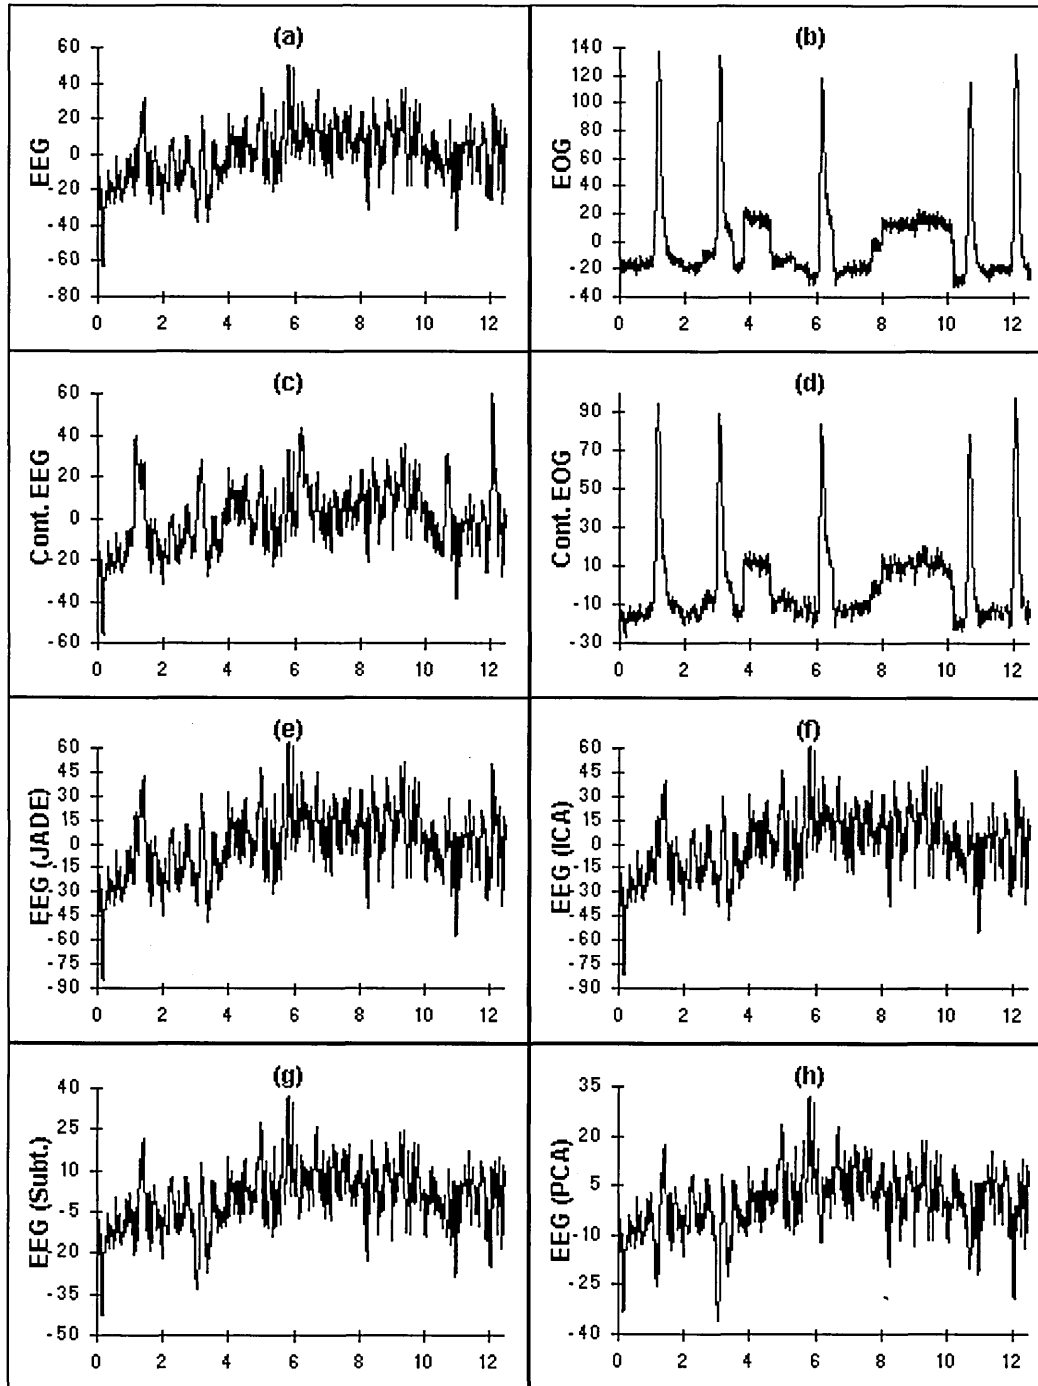 (a)
EEG
60
40
20
0
-20
-40
-60
-80
0 2 4 6 8 10 12
(b)
EOG
140
120
100
80
60
40
20
0
-20
-40
0 2 4 6 8 10 12
(c)
Cont. EEG
60
40
20
0
-20
-40
-60
0 2 4 6 8 10 12
(d)
Cont. EOG
90
70
50
30
10
-10
-30
0 2 4 6 8 10 12
(e)
EEG (JADE)
60
45
30
15
0
-15
-30
-45
-60
-75
-90
0 2 4 6 8 10 12
(f)
EEG (ICA)
60
45
30
15
0
-15
-30
-45
-60
-75
-90
0 2 4 6 8 10 12
(g)
EEG (Subt.)
40
25
10
-5
-20
-35
-50
0 2 4 6 8 10 12
(h)
EEG (PCA)
35
20
5
-10
-25
-40
0 2 4 6 8 10 12